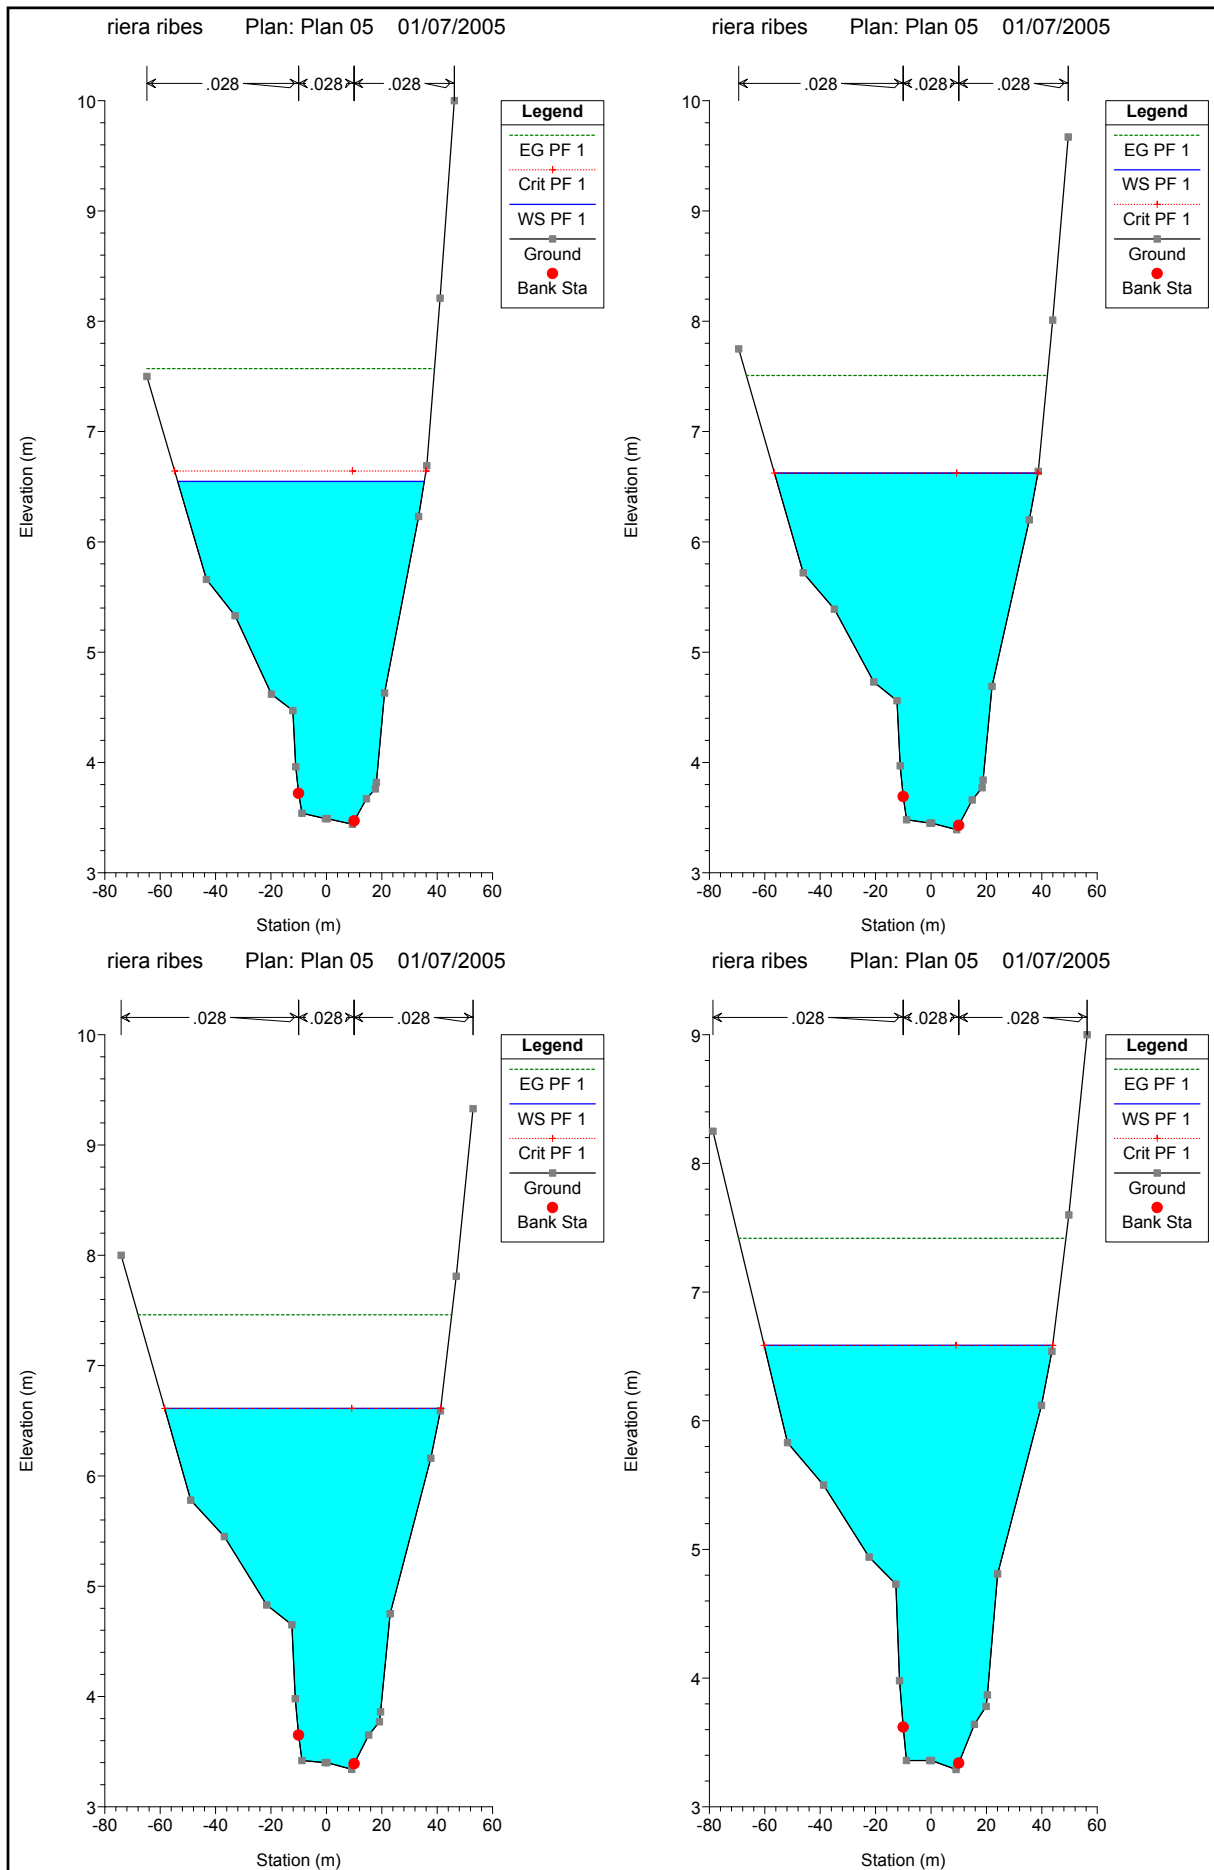 riera ribes Plan: Plan 05 01/07/2005
.028 .028 .028
Legend
EG PF 1
Crit PF 1
WS PF 1
Ground
Bank Sta
10
9
8
7
6
5
4
3
Elevation (m)
-80 -60 -40 -20 0 20 40 60
Station (m)
riera ribes Plan: Plan 05 01/07/2005
.028 .028 .028
Legend
EG PF 1
WS PF 1
Crit PF 1
Ground
Bank Sta
10
9
8
7
6
5
4
3
Elevation (m)
-80 -60 -40 -20 0 20 40 60
Station (m)
riera ribes Plan: Plan 05 01/07/2005
.028 .028 .028
Legend
EG PF 1
WS PF 1
Crit PF 1
Ground
Bank Sta
10
9
8
7
6
5
4
3
Elevation (m)
-80 -60 -40 -20 0 20 40 60
Station (m)
riera ribes Plan: Plan 05 01/07/2005
.028 .028 .028
Legend
EG PF 1
WS PF 1
Crit PF 1
Ground
Bank Sta
9
8
7
6
5
4
3
Elevation (m)
-80 -60 -40 -20 0 20 40 60
Station (m)